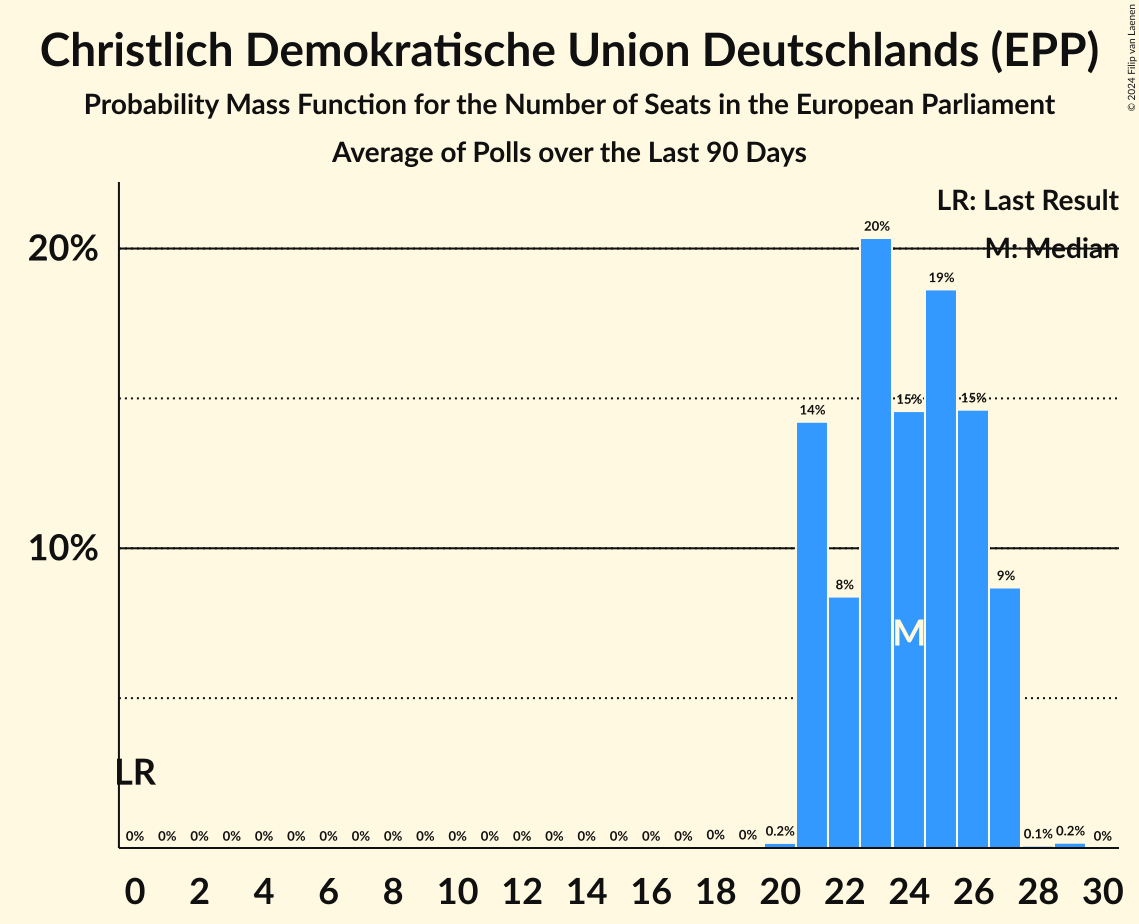 Christlich Demokratische Union Deutschlands (EPP)
Probability Mass Function for the Number of Seats in the European Parliament
Average of Polls over the Last 90 Days
© 2024 Filip van Laenen
LR: Last Result
M: Median
20%
10%
20%
19%
15%
15%
14%
9%
8%
M
LR
0% 0% 0% 0% 0% 0% 0% 0% 0% 0% 0% 0% 0% 0% 0% 0% 0% 0% 0% 0% 0.2% 0.1% 0.2% 0%
0 2 4 6 8 10 12 14 16 18 20 22 24 26 28 30